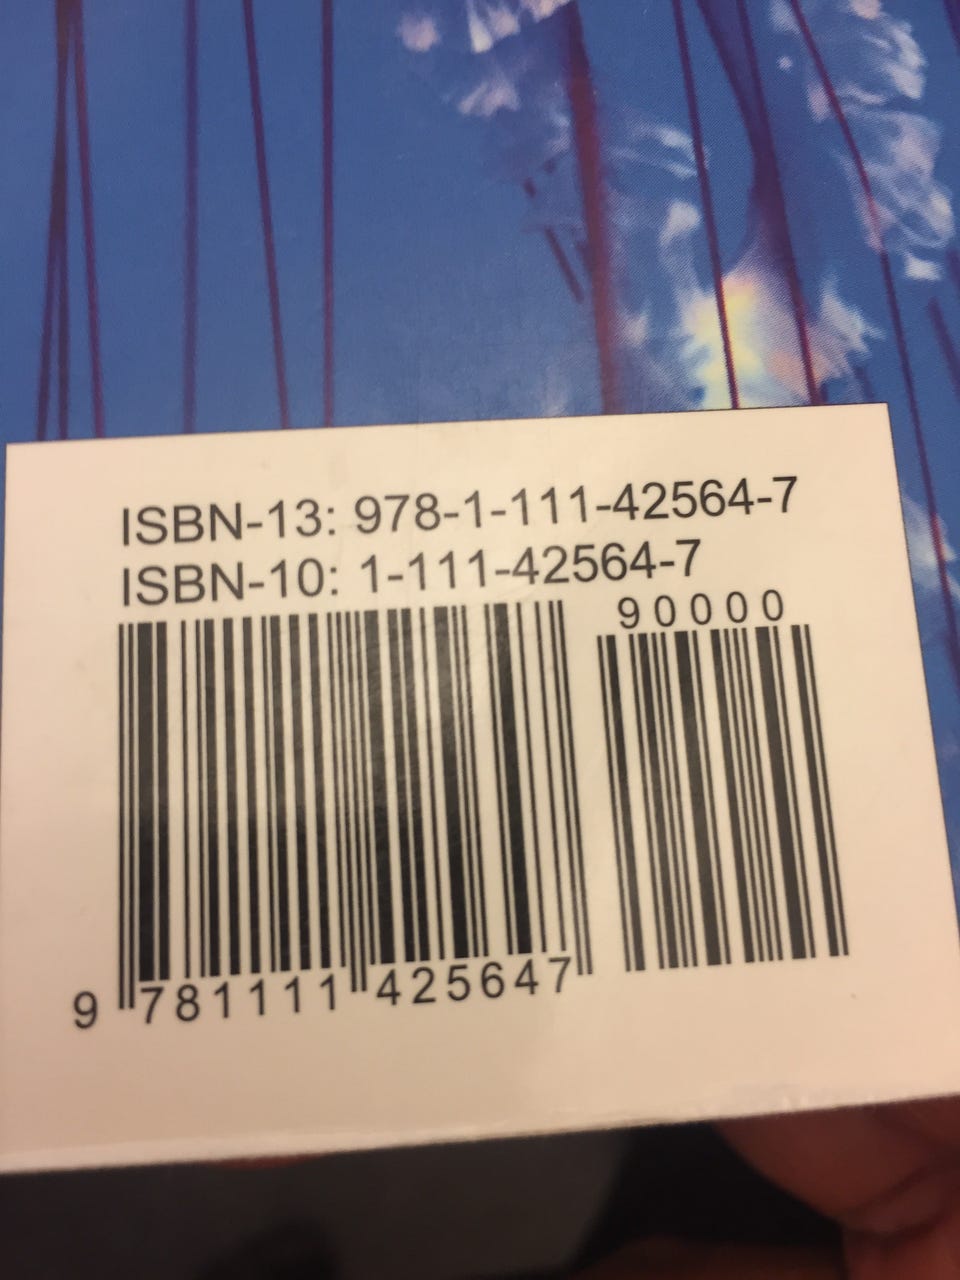 ISBN-13: 978-1-111-42564-7
ISBN-10: 1-111-42564-7
90000
9 781111 425647